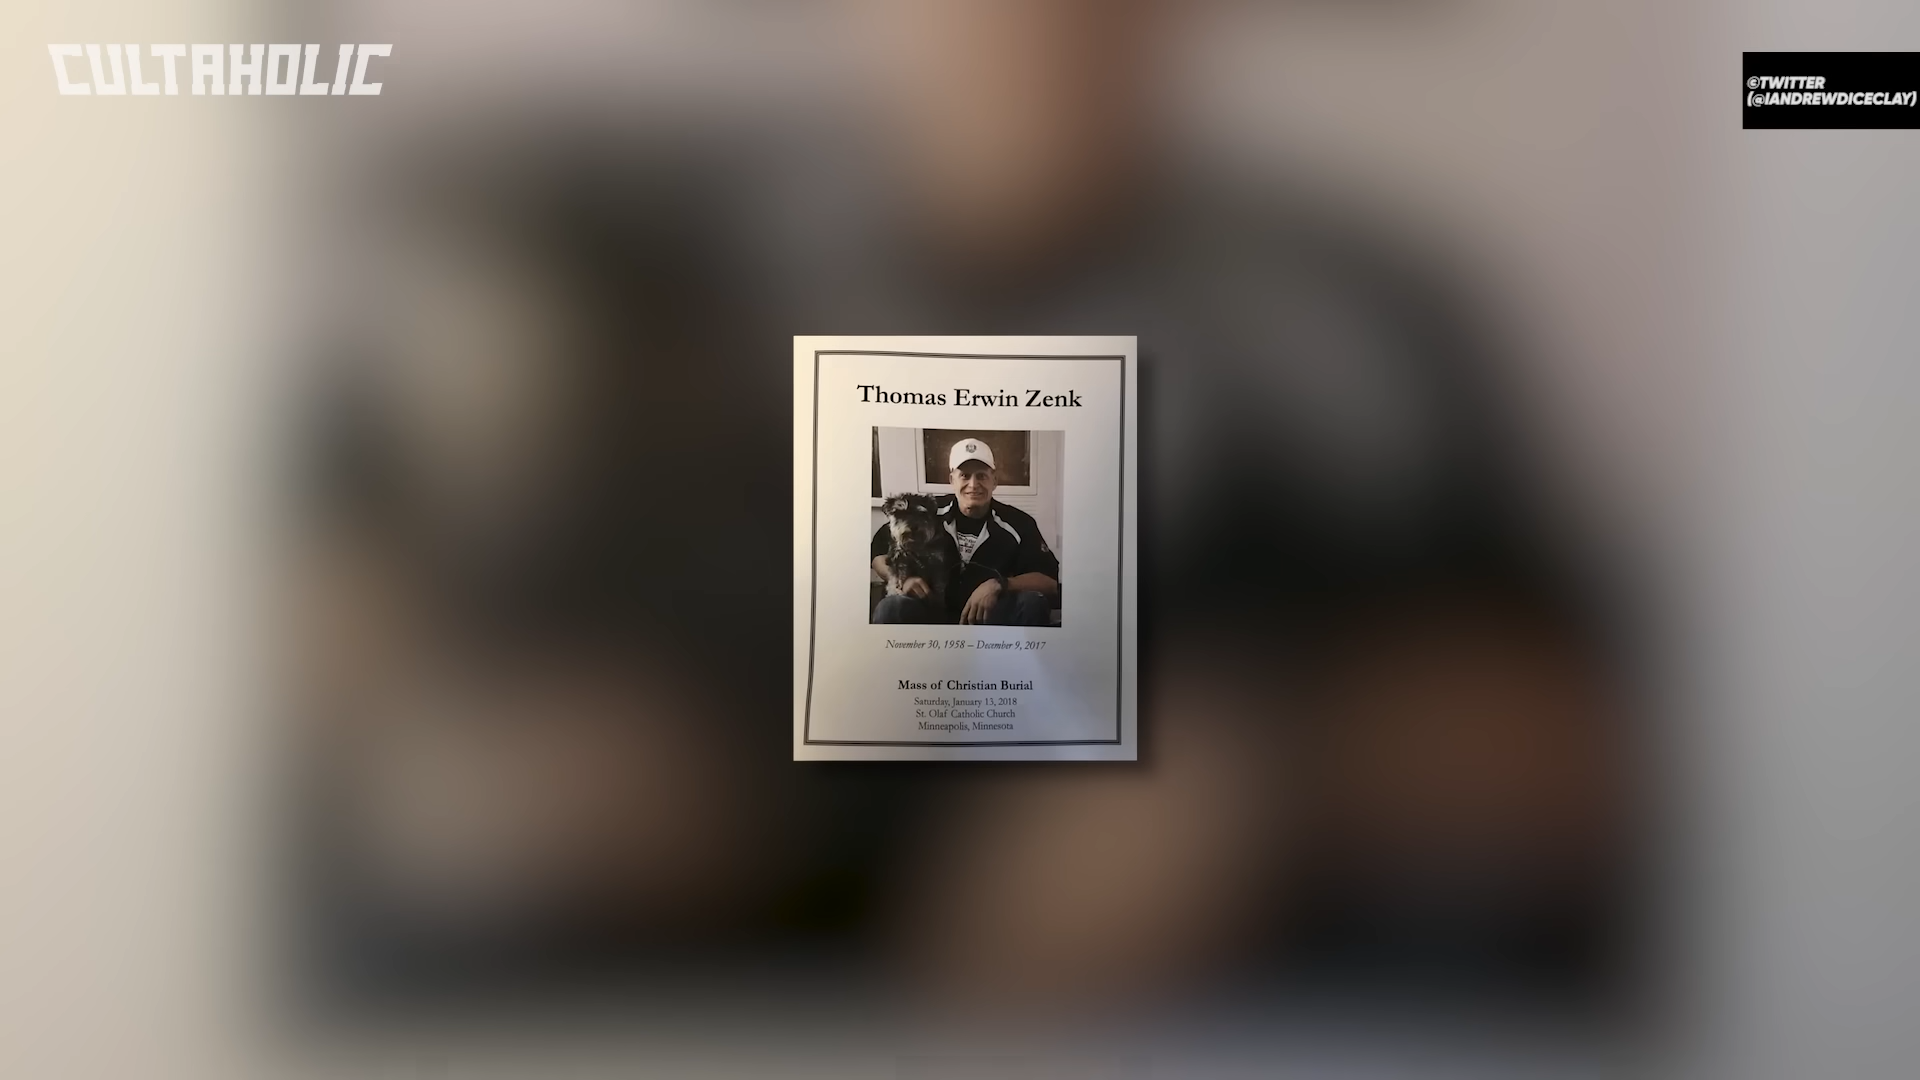 CULTAHOLIC
©TWITTER
(@IANDREWDICECLAY)
Thomas Erwin Zenk
November 30, 1958 – December 9, 2017
Mass of Christian Burial
Saturday, January 13, 2018
St. Olaf Catholic Church
Minneapolis, Minnesota